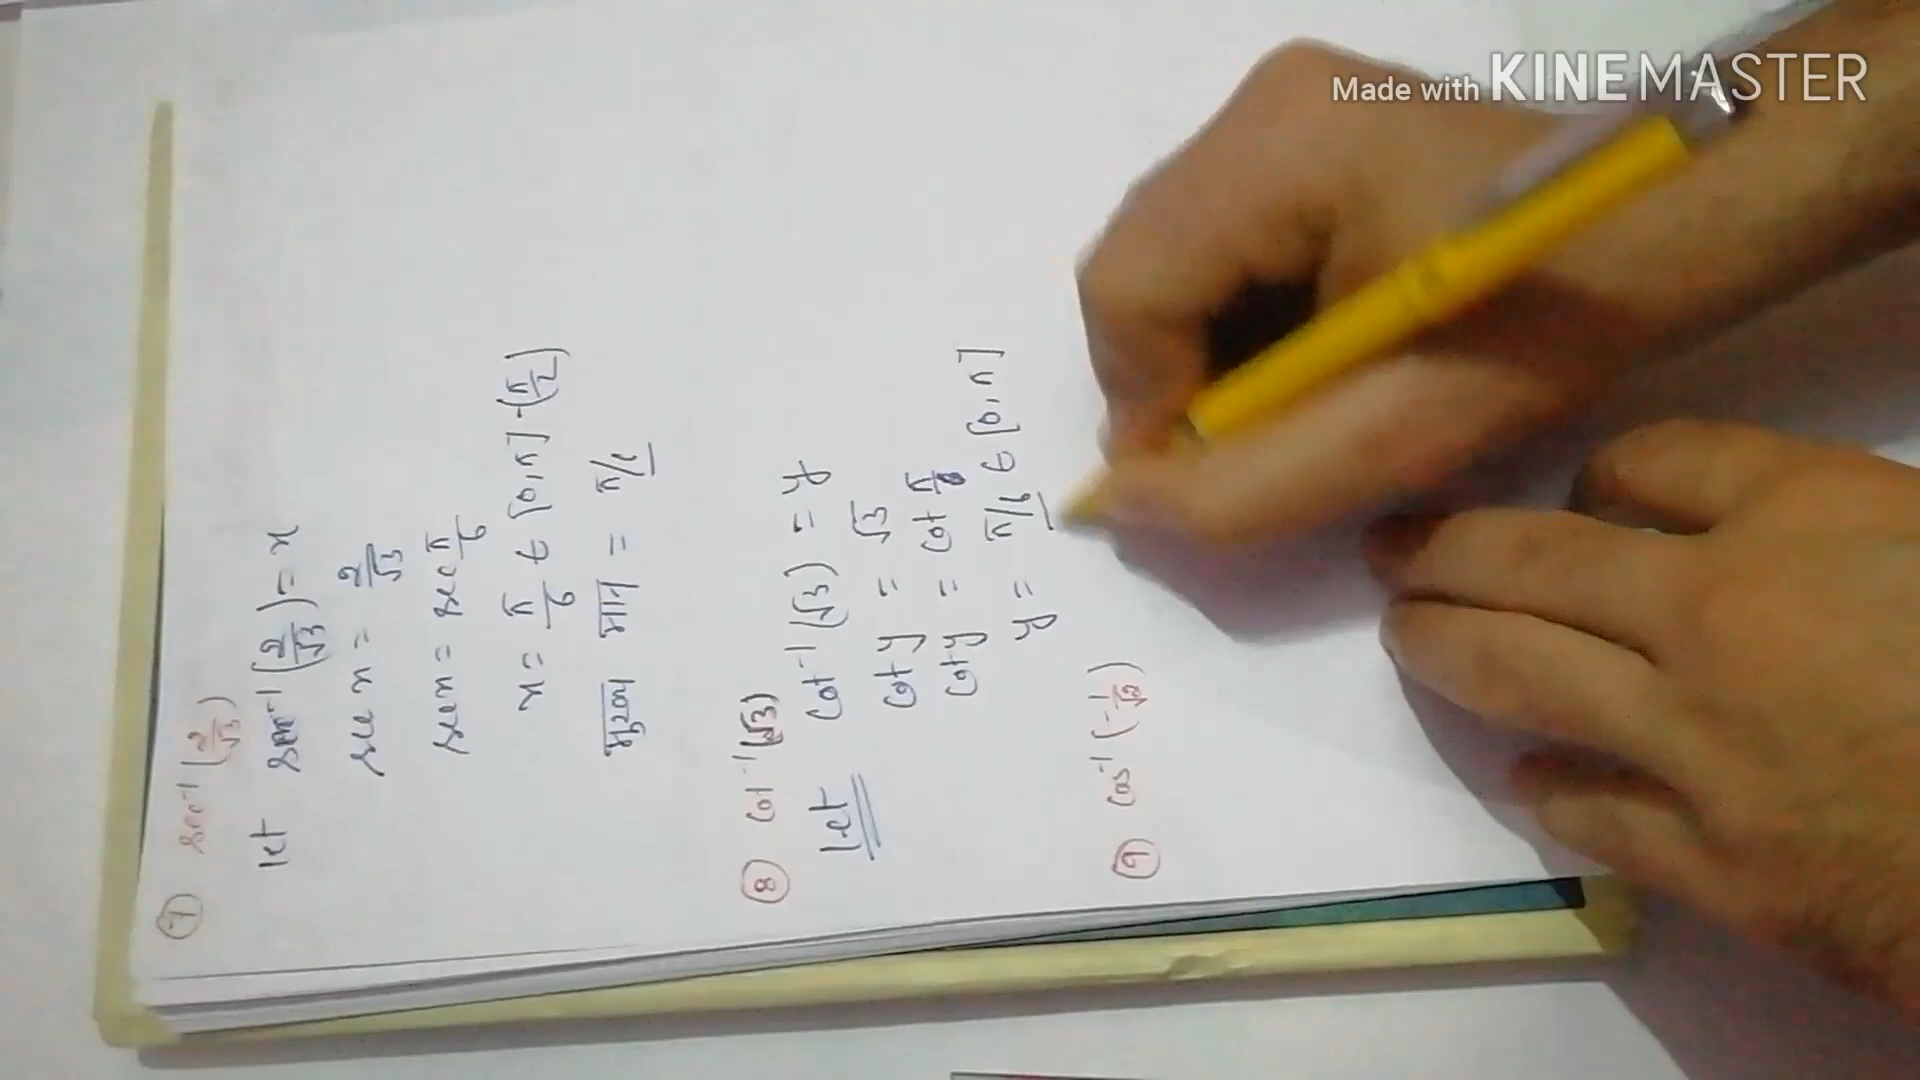 Made with KINEMASTER
⑦ sec⁻¹(2/√3)
let sec⁻¹(2/√3) = x
sec x = 2/√3
sec x = sec π/6
x = π/6 ∈ [0, π] - (π/2)
मुख्य मान = π/6
⑧ cot⁻¹(√3)
let cot⁻¹(√3) = y
cot y = √3
cot y = cot π/6
y = π/6 ∈ [0, π]
⑨ cos⁻¹(-1/√2)